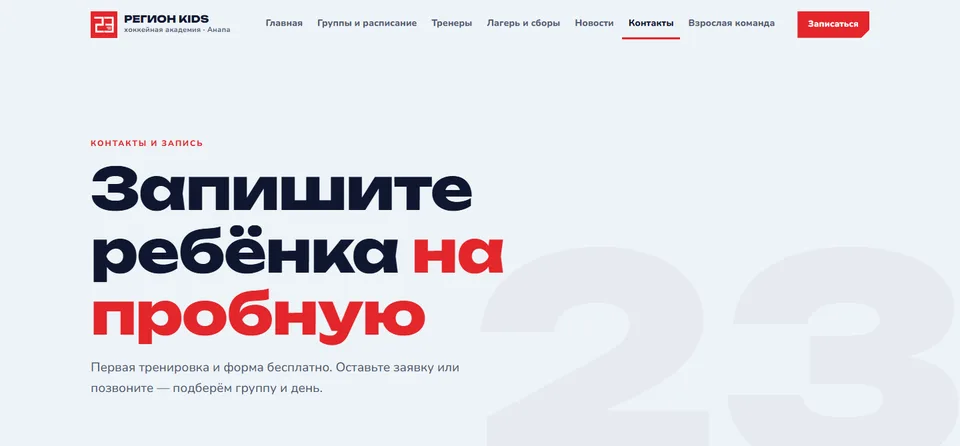 23
РЕГИОН KIDS
хоккейная академия · Анапа
Главная
Группы и расписание
Тренеры
Лагерь и сборы
Новости
Контакты
Взрослая команда
Записаться
КОНТАКТЫ И ЗАПИСЬ
Запишите
ребёнка на
пробную
Первая тренировка и форма бесплатно. Оставьте заявку или
позвоните — подберём группу и день.
23